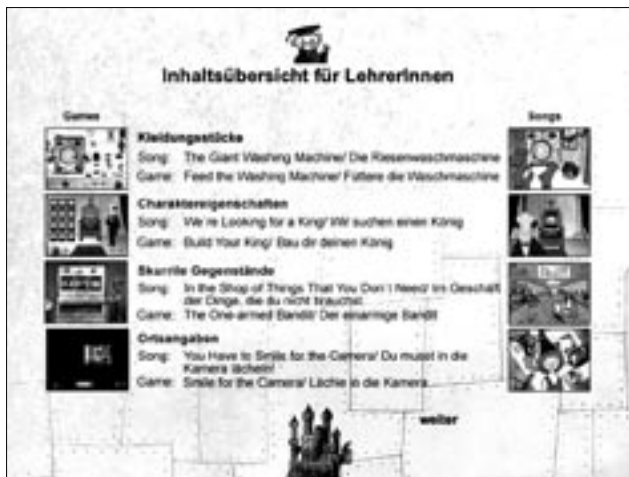 Inhaltsübersicht für LehrerInnen
Games
Songs
Kleidungsstücke
Song: The Giant Washing Machine/ Die Riesenwaschmaschine
Game: Feed the Washing Machine/ Füttere die Waschmaschine
Charaktereigenschaften
Song: We´re Looking for a King/ Wir suchen einen König
Game: Build Your King/ Bau dir deinen König
Skurrile Gegenstände
Song: In the Shop of Things That You Don´t Need/ Im Geschäft
der Dinge, die du nicht brauchst
Game: The One-armed Bandit/ Der einarmige Bandit
Ortsangaben
Song: You Have to Smile for the Camera/ Du musst in die
Kamera lächeln!
Game: Smile for the Camera/ Lächle in die Kamera
weiter